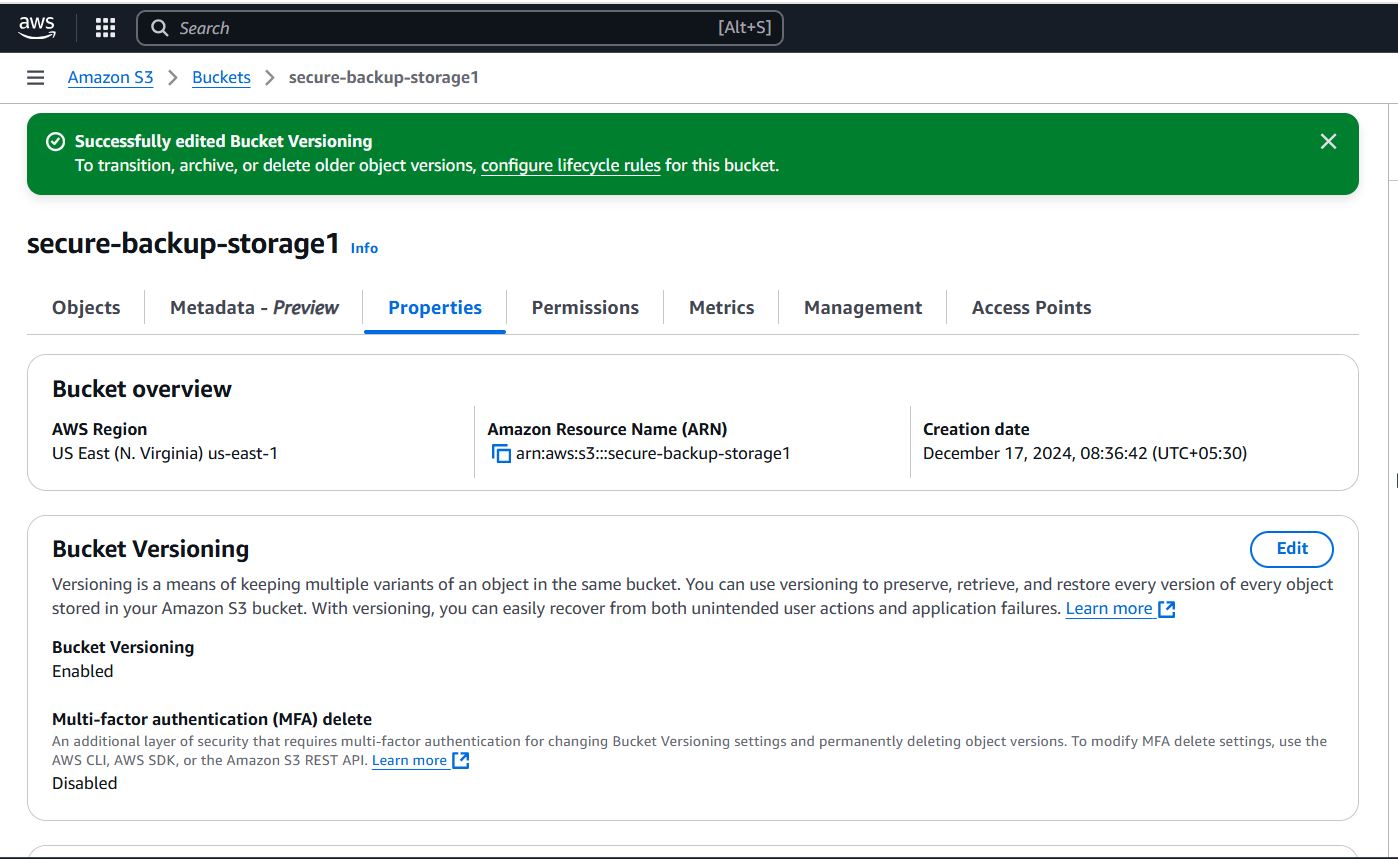 aws
Search [Alt+S]
Amazon S3 > Buckets > secure-backup-storage1
Successfully edited Bucket Versioning
To transition, archive, or delete older object versions, configure lifecycle rules for this bucket.
secure-backup-storage1 Info
Objects Metadata - Preview Properties Permissions Metrics Management Access Points
Bucket overview
AWS Region
US East (N. Virginia) us-east-1
Amazon Resource Name (ARN)
arn:aws:s3:::secure-backup-storage1
Creation date
December 17, 2024, 08:36:42 (UTC+05:30)
Bucket Versioning
Edit
Versioning is a means of keeping multiple variants of an object in the same bucket. You can use versioning to preserve, retrieve, and restore every version of every object
stored in your Amazon S3 bucket. With versioning, you can easily recover from both unintended user actions and application failures. Learn more
Bucket Versioning
Enabled
Multi-factor authentication (MFA) delete
An additional layer of security that requires multi-factor authentication for changing Bucket Versioning settings and permanently deleting object versions. To modify MFA delete settings, use the
AWS CLI, AWS SDK, or the Amazon S3 REST API. Learn more
Disabled